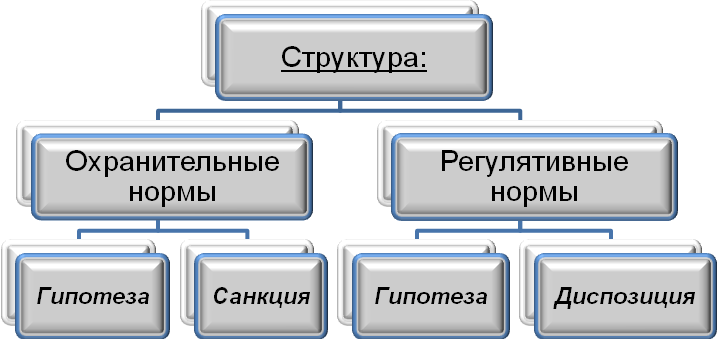 Структура:
Охранительные
нормы
Регулятивные
нормы
Гипотеза
Санкция
Гипотеза
Диспозиция